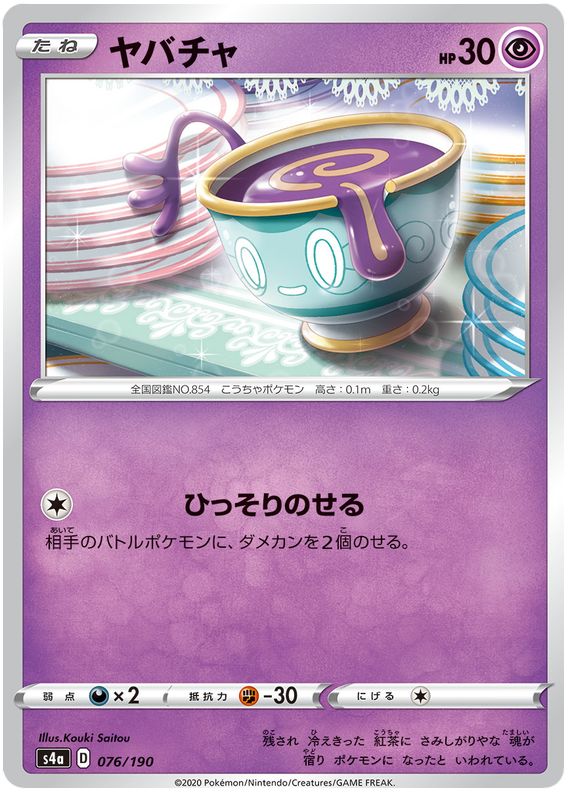 たね ヤバチャ HP30
全国図鑑NO.854 こうちゃポケモン 高さ:0.1m 重さ:0.2kg
ひっそりのせる
相手のバトルポケモンに、ダメカンを2個のせる。
弱点 ×2 抵抗力 -30 にげる
Illus.Kouki Saitou
s4a D 076/190
残され 冷えきった 紅茶に さみしがりやな 魂が
宿り ポケモンに なったと いわれている。
©2020 Pokémon/Nintendo/Creatures/GAME FREAK.